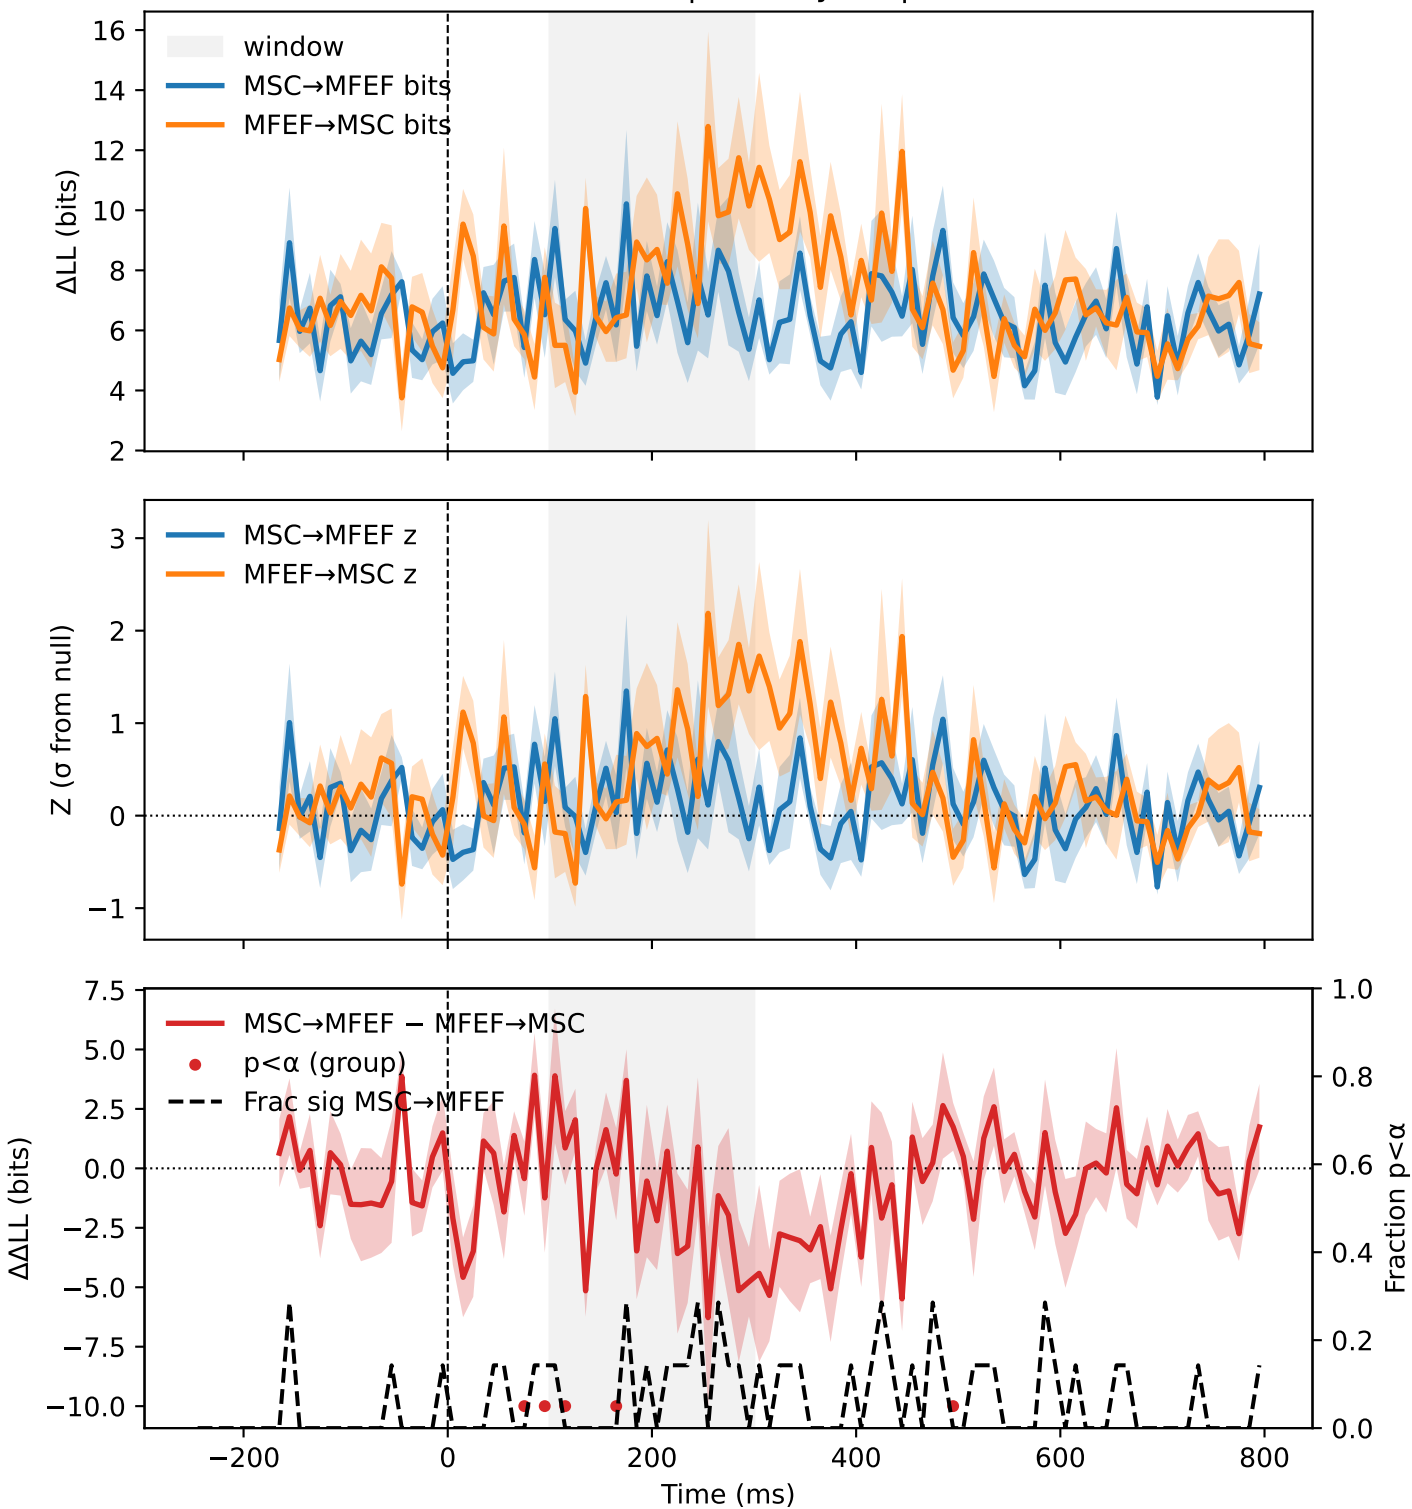 16
14
12
10
8
6
4
2
ΔLL (bits)
window
MSC→MFEF bits
MFEF→MSC bits
3
2
1
0
−1
Z (σ from null)
MSC→MFEF z
MFEF→MSC z
7.5
5.0
2.5
0.0
−2.5
−5.0
−7.5
−10.0
ΔΔLL (bits)
MSC→MFEF − MFEF→MSC
p<α (group)
Frac sig MSC→MFEF
1.0
0.8
0.6
0.4
0.2
0.0
Fraction p<α
−200 0 200 400 600 800
Time (ms)